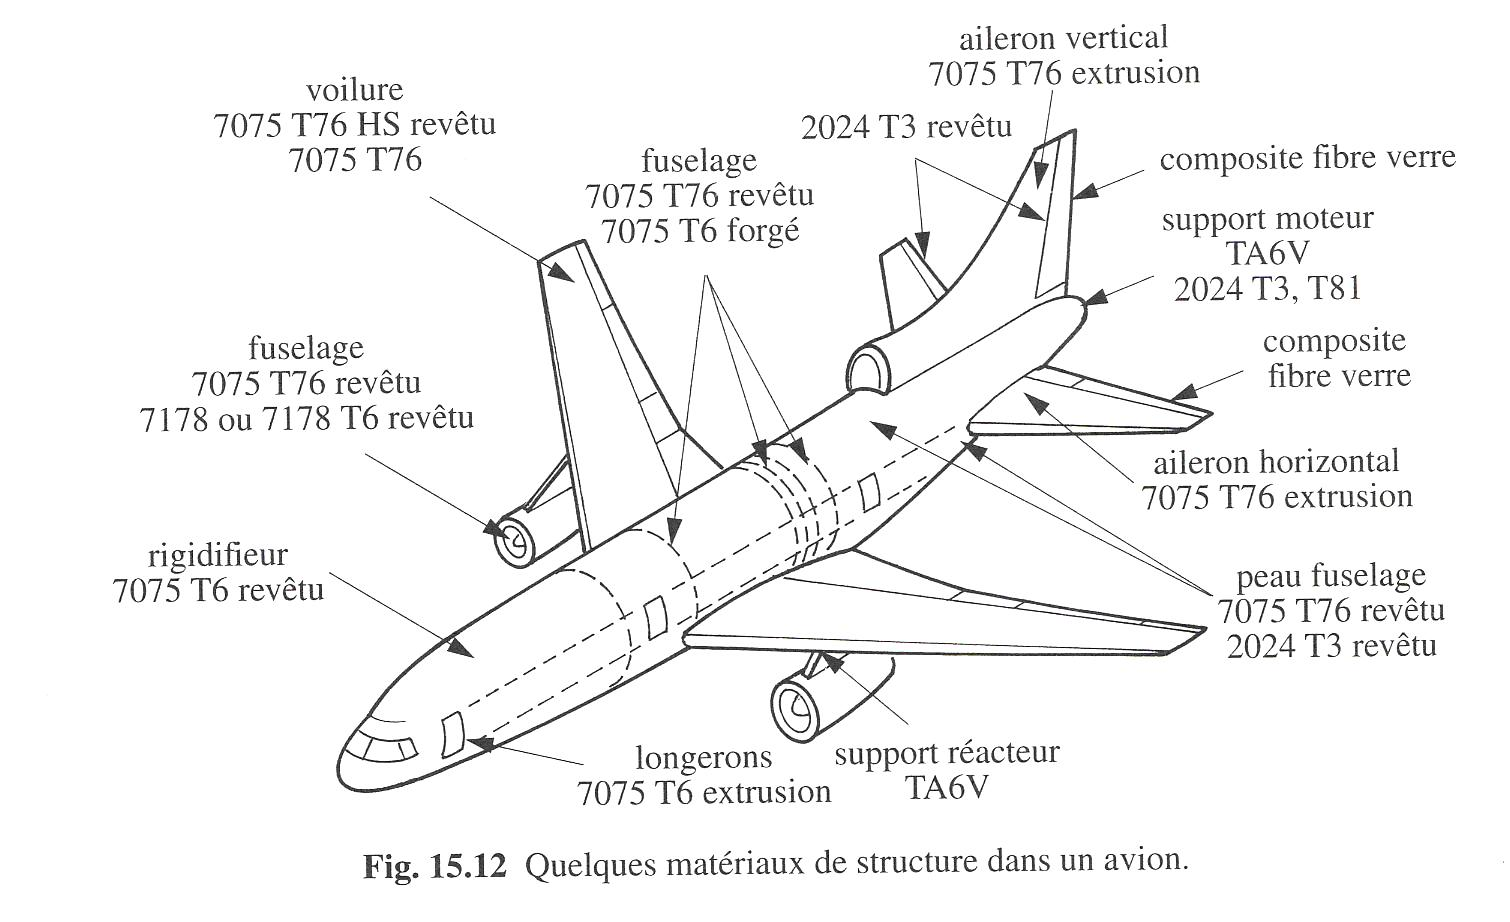 aileron vertical
7075 T76 extrusion
voilure
7075 T76 HS revêtu
7075 T76
2024 T3 revêtu
fuselage
7075 T76 revêtu
7075 T6 forgé
composite fibre verre
support moteur
TA6V
2024 T3, T81
fuselage
7075 T76 revêtu
7178 ou 7178 T6 revêtu
composite
fibre verre
aileron horizontal
7075 T76 extrusion
rigidifieur
7075 T6 revêtu
peau fuselage
7075 T76 revêtu
2024 T3 revêtu
longerons
7075 T6 extrusion
support réacteur
TA6V
Fig. 15.12 Quelques matériaux de structure dans un avion.